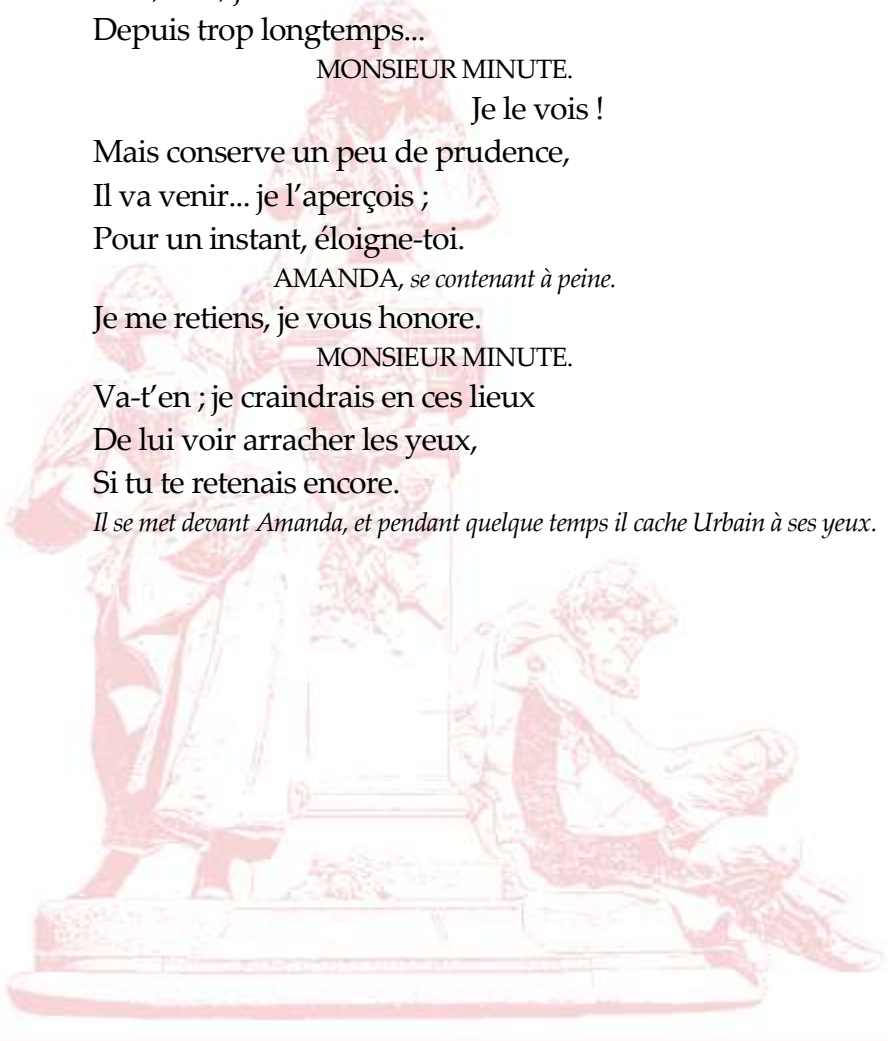 Depuis trop longtemps...
MONSIEUR MINUTE.
Je le vois !
Mais conserve un peu de prudence,
Il va venir... je l’aperçois ;
Pour un instant, éloigne-toi.
AMANDA, se contenant à peine.
Je me retiens, je vous honore.
MONSIEUR MINUTE.
Va-t’en ; je craindrais en ces lieux
De lui voir arracher les yeux,
Si tu te retenais encore.
Il se met devant Amanda, et pendant quelque temps il cache Urbain à ses yeux.